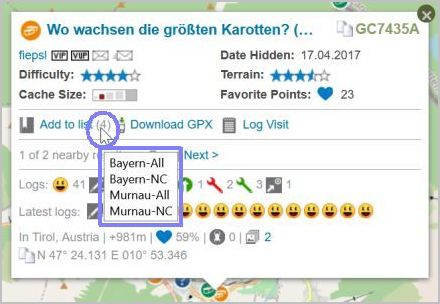 Wo wachsen die größten Karotten? (… GC7435A
fiepsl VIP VUP Date Hidden: 17.04.2017
Difficulty: Terrain:
Cache Size: Favorite Points: 23
Add to list (4) Download GPX Log Visit
1 of 2 nearby Next >
Bayern-All
Bayern-NC
Murnau-All
Murnau-NC
Logs: 41 1 2 3 1
Latest logs:
In Tirol, Austria | +981m | 59% | 0 | 2
N 47° 24.131 E 010° 53.346